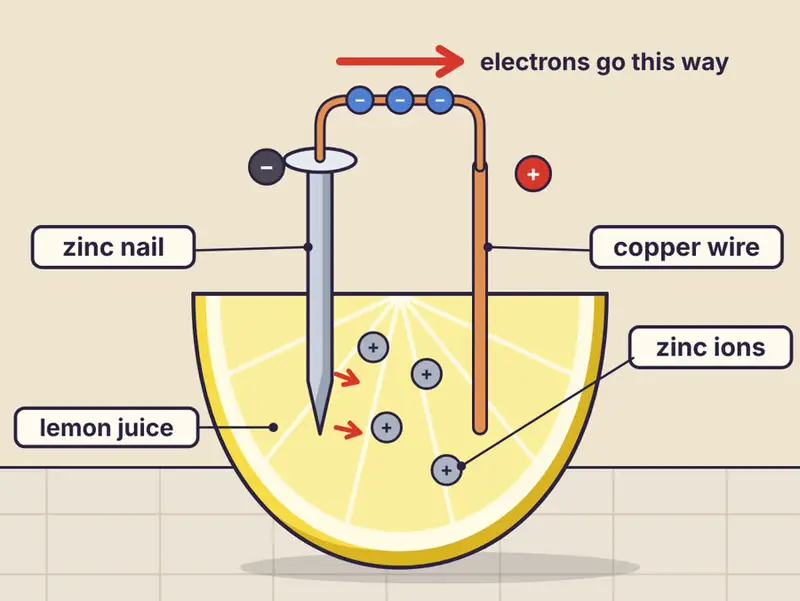 electrons go this way
−
−
−
−
+
zinc nail
copper wire
zinc ions
+
+
lemon juice
+
+